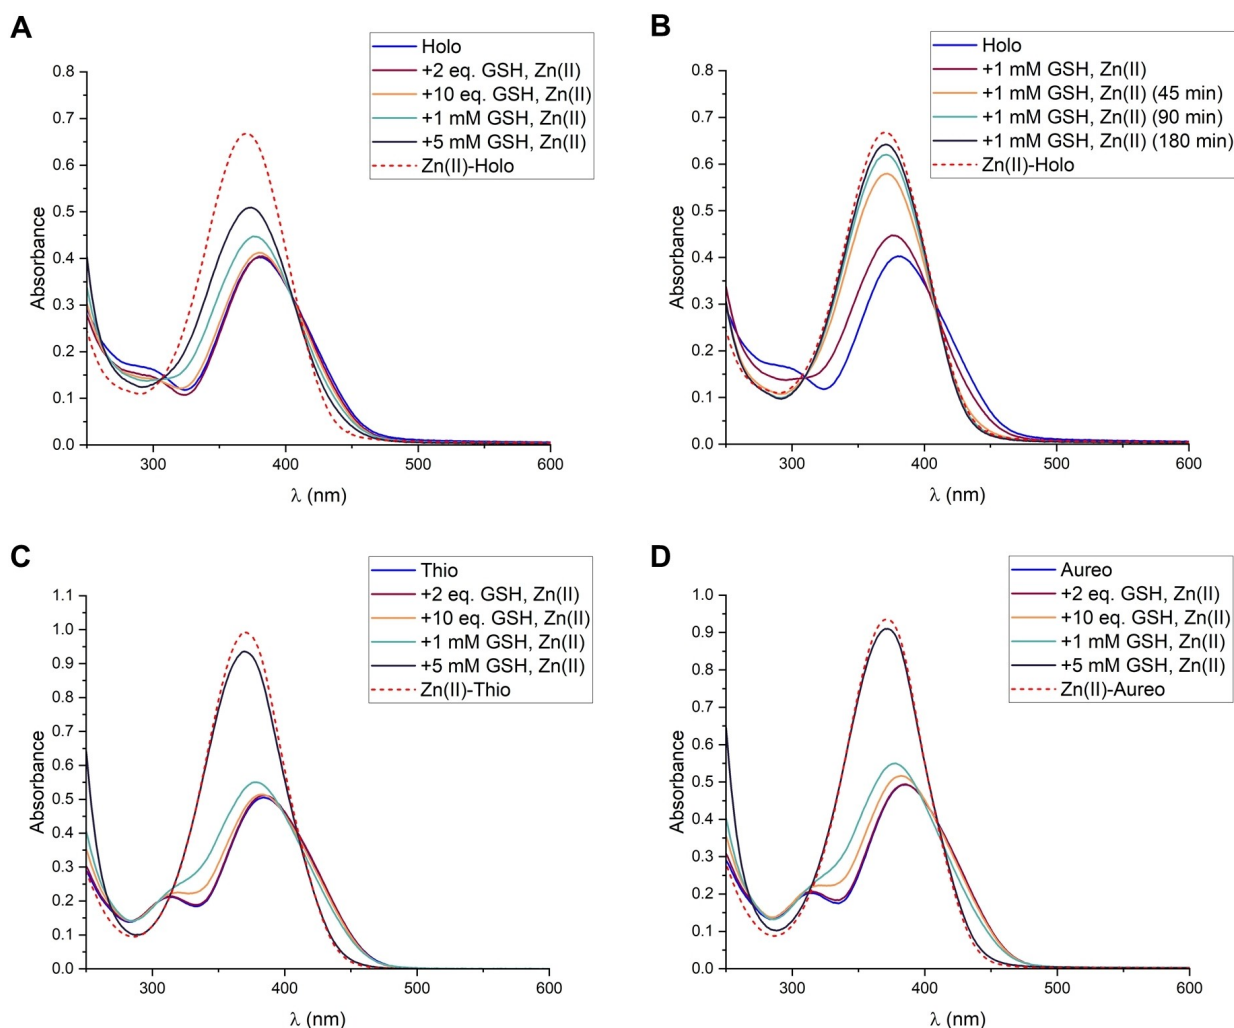 A
Holo
+2 eq. GSH, Zn(II)
+10 eq. GSH, Zn(II)
+1 mM GSH, Zn(II)
+5 mM GSH, Zn(II)
Zn(II)-Holo
0.8
0.7
0.6
0.5
0.4
0.3
0.2
0.1
0.0
Absorbance
300 400 500 600
λ (nm)
B
Holo
+1 mM GSH, Zn(II)
+1 mM GSH, Zn(II) (45 min)
+1 mM GSH, Zn(II) (90 min)
+1 mM GSH, Zn(II) (180 min)
Zn(II)-Holo
0.8
0.7
0.6
0.5
0.4
0.3
0.2
0.1
0.0
Absorbance
300 400 500 600
λ (nm)
C
Thio
+2 eq. GSH, Zn(II)
+10 eq. GSH, Zn(II)
+1 mM GSH, Zn(II)
+5 mM GSH, Zn(II)
Zn(II)-Thio
1.1
1.0
0.9
0.8
0.7
0.6
0.5
0.4
0.3
0.2
0.1
0.0
Absorbance
300 400 500 600
λ (nm)
D
Aureo
+2 eq. GSH, Zn(II)
+10 eq. GSH, Zn(II)
+1 mM GSH, Zn(II)
+5 mM GSH, Zn(II)
Zn(II)-Aureo
1.0
0.9
0.8
0.7
0.6
0.5
0.4
0.3
0.2
0.1
0.0
Absorbance
300 400 500 600
λ (nm)